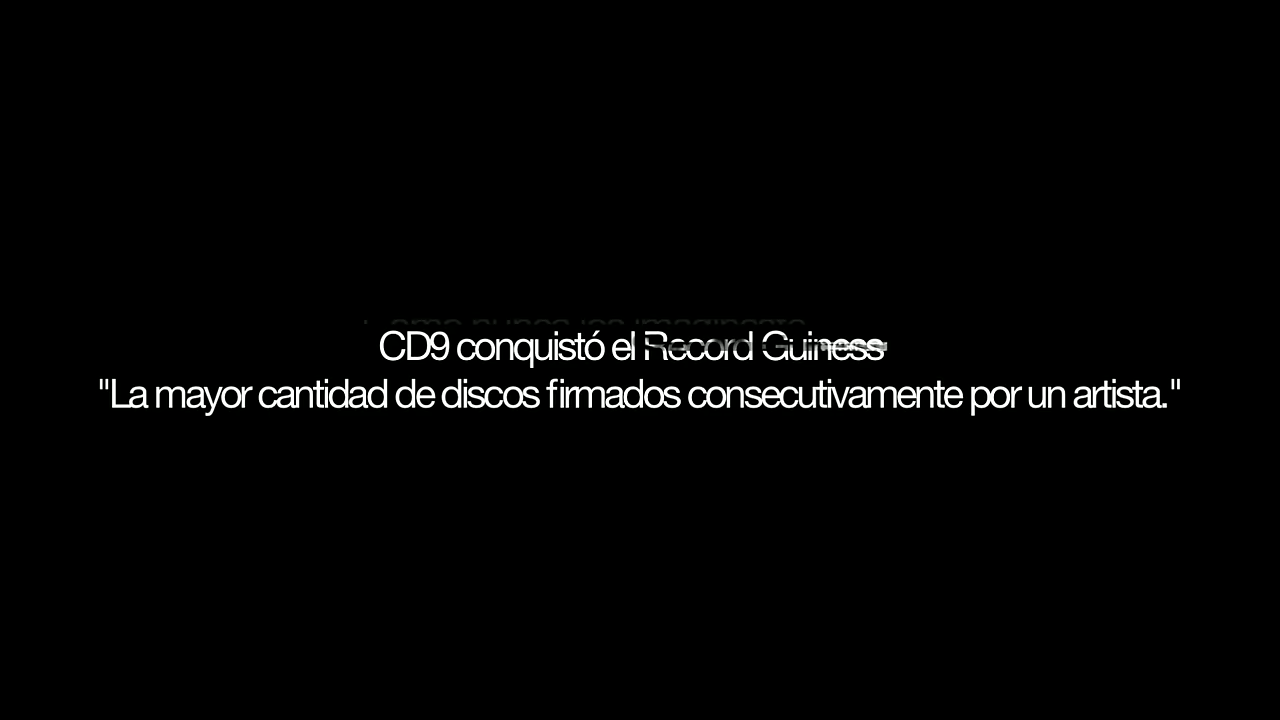 CD9 conquistó el Record Guiness
"La mayor cantidad de discos firmados consecutivamente por un artista."